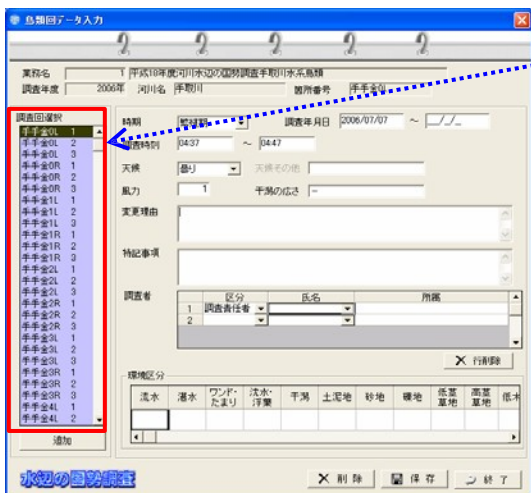 鳥類回データ入力
業務名 1 平成18年度河川水辺の国勢調査手取川水系鳥類
調査年度 2006年 河川名 手取川 箇所番号 手手金0L
調査回選択
手手金0L 1
手手金0L 2
手手金0L 3
手手金0R 1
手手金0R 2
手手金0R 3
手手金1L 1
手手金1L 2
手手金1L 3
手手金1R 1
手手金1R 2
手手金1R 3
手手金2L 1
手手金2L 2
手手金2L 3
手手金2R 1
手手金2R 2
手手金2R 3
手手金3L 1
手手金3L 2
手手金3L 3
手手金3R 1
手手金3R 2
手手金3R 3
手手金4L 1
手手金4L 2
追加
時期 繁殖期 調査年月日 2006/07/07 ~ __/_/_
調査時刻 04:37 ~ 04:47
天候 曇り 天候その他
風力 1 干潟の広さ -
変更理由
特記事項
調査者 区分 氏名 所属
1 調査責任者
2
行削除
環境区分
流水 湛水 ワンド・たまり 沈水・浮葉 干潟 土泥地 砂地 礫地 低茎草地 高茎草地 低木
水辺の国勢調査
削除 保存 終了